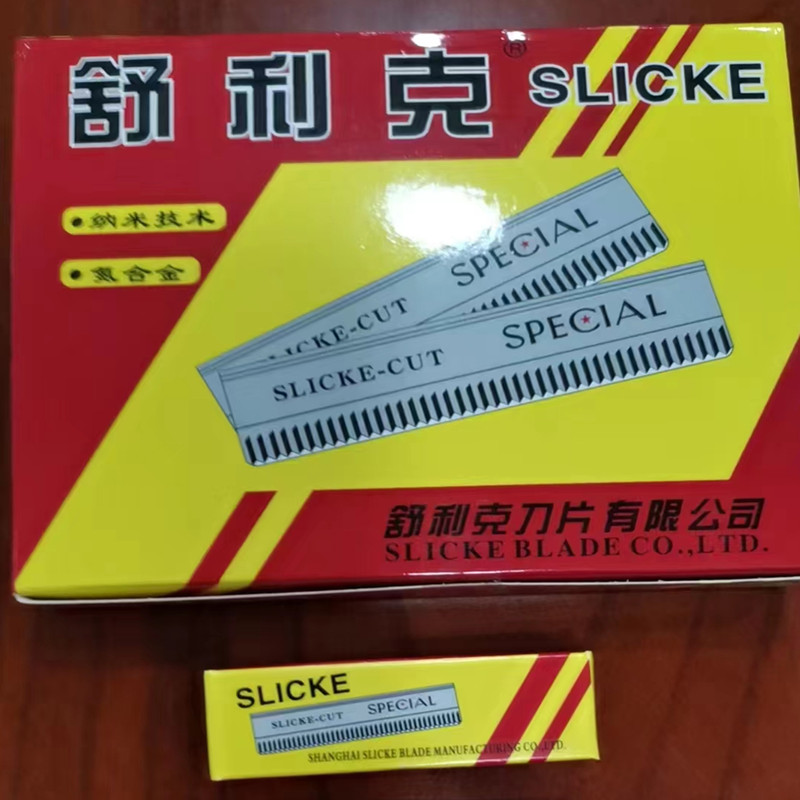 舒利克® SLICKE
纳米技术
氮合金
SLICKE-CUT SPECIAL
SLICKE-CUT SPECIAL
舒利克刀片有限公司
SLICKE BLADE CO.,LTD.
SLICKE
SLICKE-CUT SPECIAL
SHANGHAI SLICKE BLADE MANUFACTURING CO.,LTD.